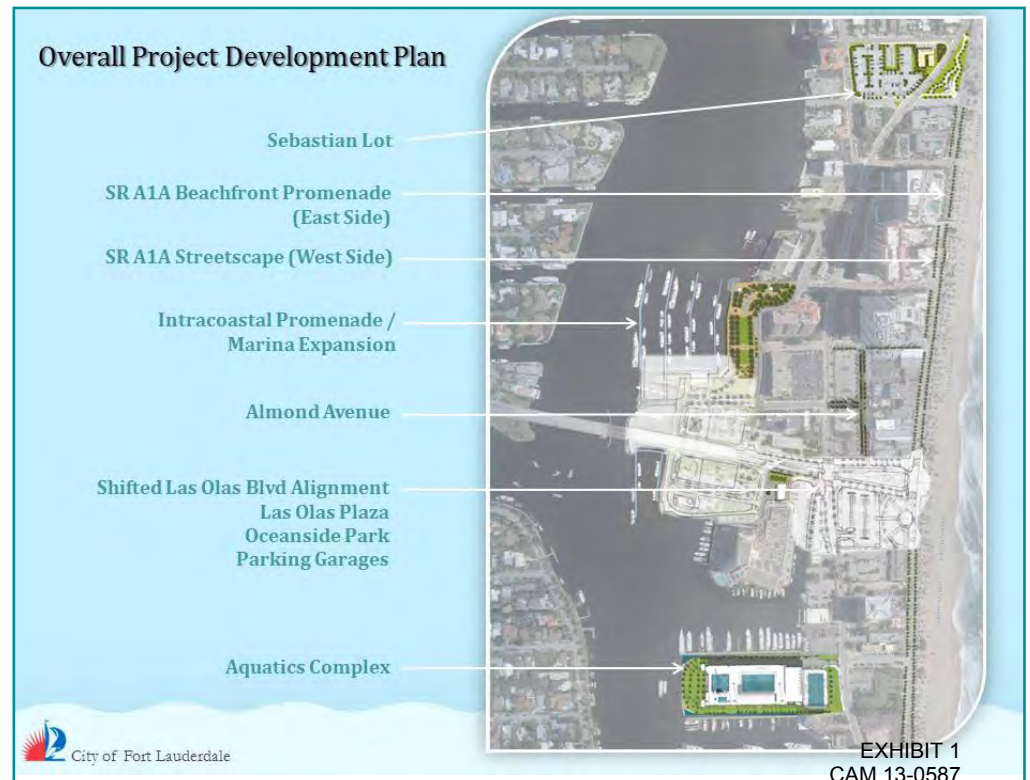 Overall Project Development Plan
Sebastian Lot
SR A1A Beachfront Promenade
(East Side)
SR A1A Streetscape (West Side)
Intracoastal Promenade /
Marina Expansion
Almond Avenue
Shifted Las Olas Blvd Alignment
Las Olas Plaza
Oceanside Park
Parking Garages
Aquatics Complex
City of Fort Lauderdale
EXHIBIT 1
CAM 13-0587